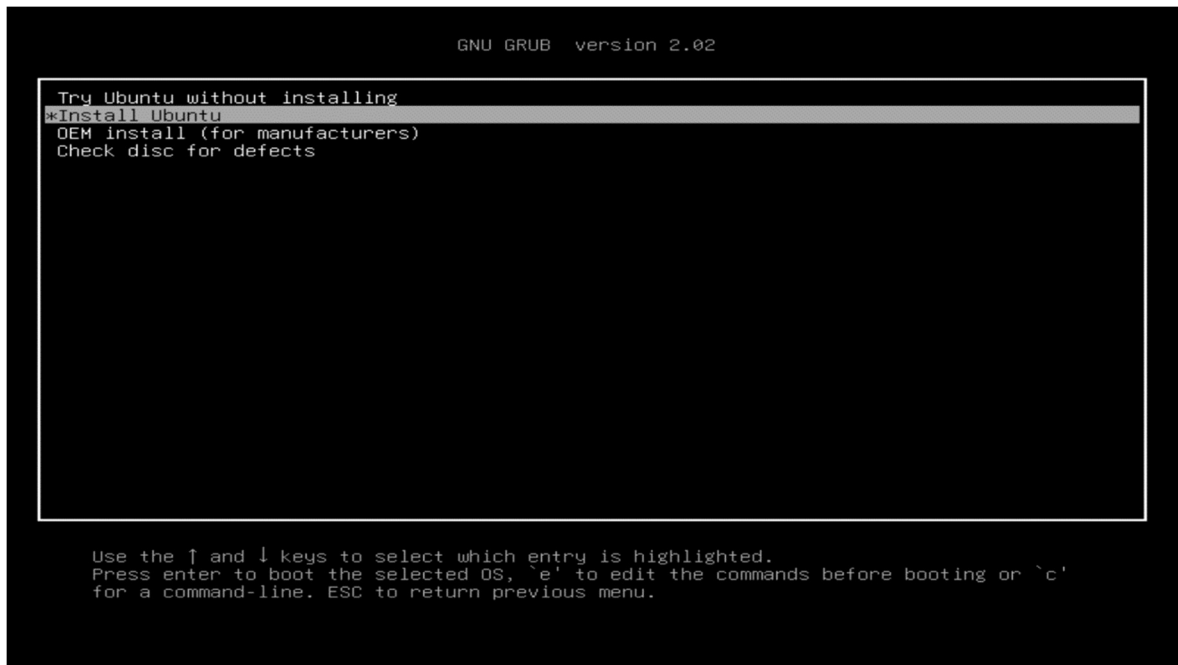 GNU GRUB version 2.02
Try Ubuntu without installing
*Install Ubuntu
OEM install (for manufacturers)
Check disc for defects
Use the ↑ and ↓ keys to select which entry is highlighted.
Press enter to boot the selected OS, `e' to edit the commands before booting or `c'
for a command-line. ESC to return previous menu.